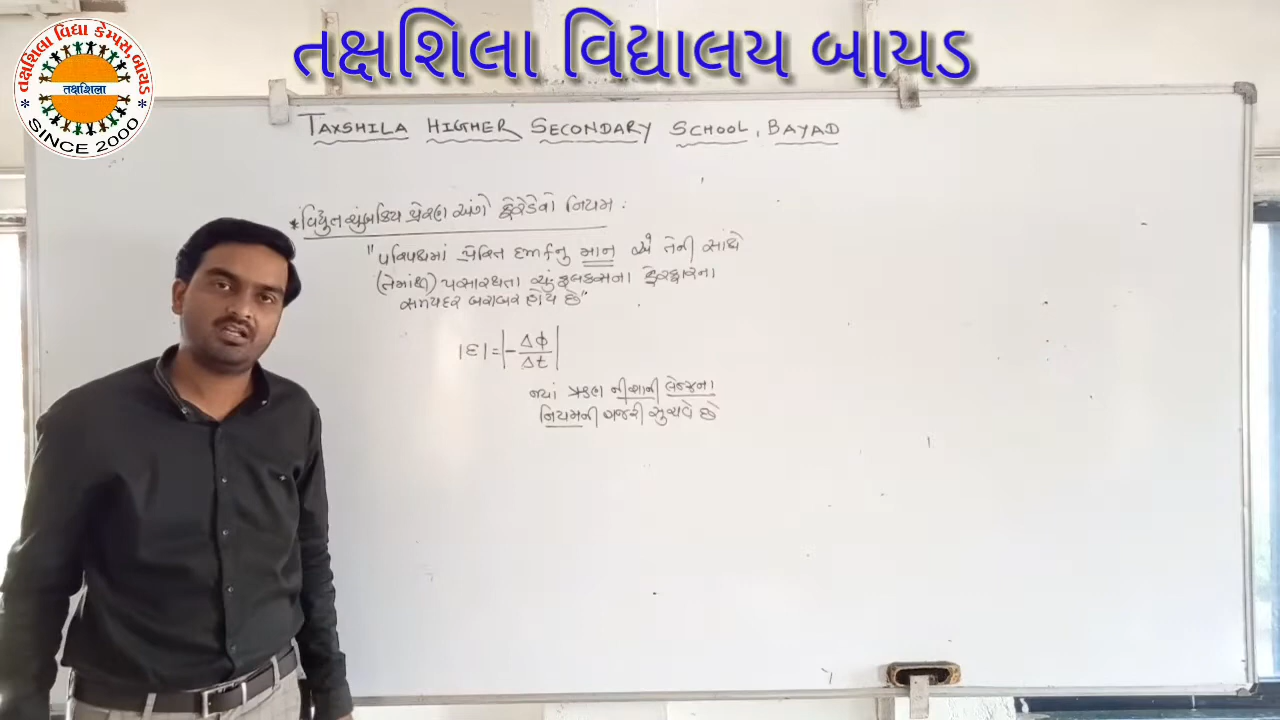 તક્ષશિલા વિદ્યાલય બાયડ
તક્ષશિલા વિદ્યા કેમ્પસ, બાયડ
તક્ષશિલા
* SINCE 2000 *
TAXSHILA HIGHER SECONDARY SCHOOL, BAYAD
* વિદ્યુતચુંબકિય પ્રેરણ અંગે ફેરેડેનો નિયમ :
" પરિપથમાં પ્રેરિત emf નું માન એ તેની સાથે
(તેમાંથી) પસાર થતા ચું. ફ્લક્સના ફેરફારના
સમયદર બરાબર હોય છે "
|ε| = |- Δϕ/Δt|
જ્યાં ઋણ નીશાની લેન્ઝના
નિયમની હાજરી સુચવે છે